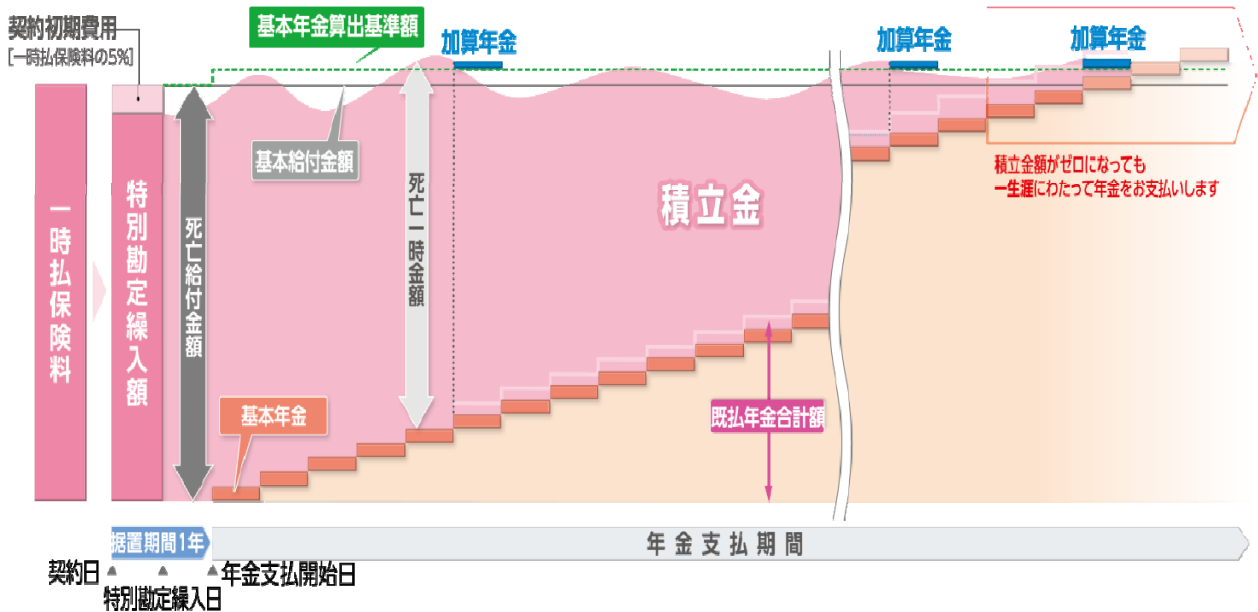 契約初期費用
[一時払保険料の5%]
基本年金算出基準額
加算年金
加算年金
加算年金
基本給付金額
一時払保険料
特別勘定繰入額
死亡給付金額
死亡一時金額
積立金
積立金額がゼロになっても
一生涯にわたって年金をお支払いします
基本年金
既払年金合計額
据置期間1年
年金支払期間
契約日
年金支払開始日
特別勘定繰入日